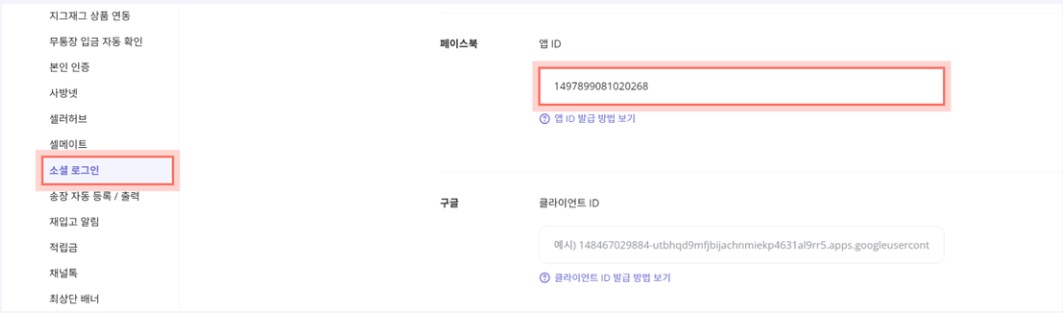 지그재그 상품 연동
무통장 입금 자동 확인
본인 인증
사방넷
셀러허브
셀메이트
소셜 로그인
송장 자동 등록 / 출력
재입고 알림
적립금
채널톡
최상단 배너
페이스북
앱 ID
1497899081020268
앱 ID 발급 방법 보기
구글
클라이언트 ID
예시) 148467029884-utbhqd9mfjbijachnmiekp4631al9rr5.apps.googleusercont
클라이언트 ID 발급 방법 보기